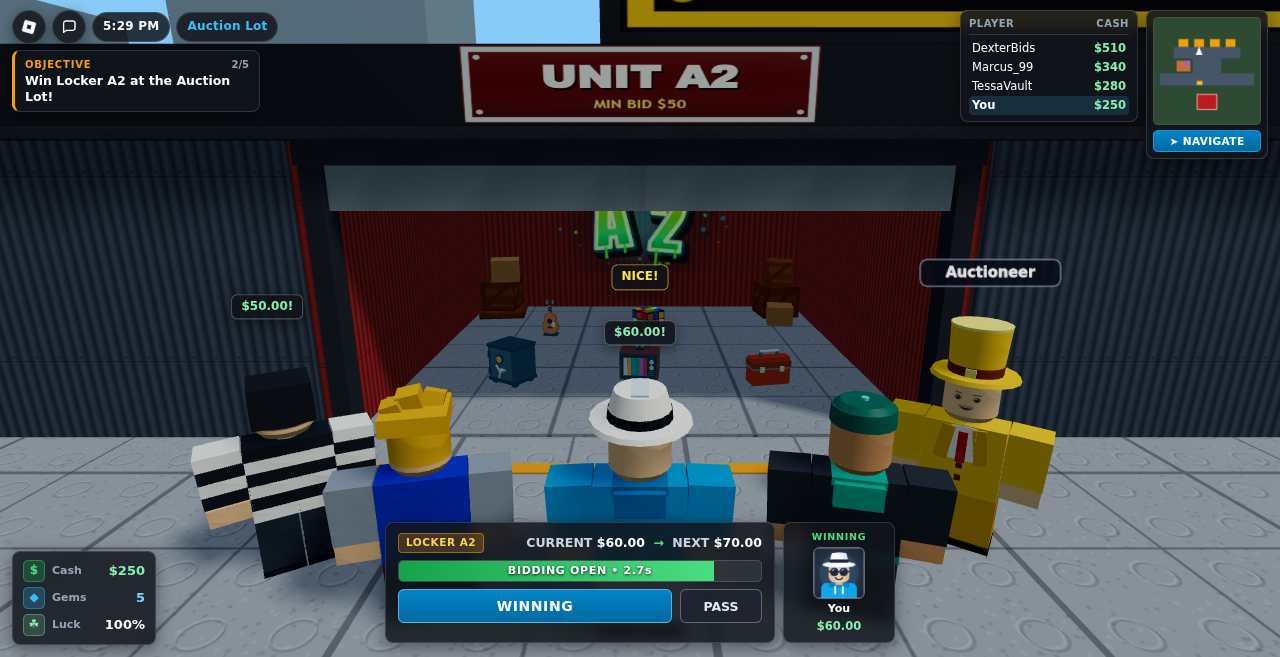 5:29 PM
Auction Lot
OBJECTIVE
2/5
Win Locker A2 at the Auction
Lot!
UNIT A2
MIN BID $50
PLAYER CASH
DexterBids $510
Marcus_99 $340
TessaVault $280
You $250
➤ NAVIGATE
A2
NICE!
$50.00!
$60.00!
Auctioneer
LOCKER A2
CURRENT $60.00 → NEXT $70.00
BIDDING OPEN • 2.7s
WINNING
PASS
WINNING
You
$60.00
$ Cash $250
Gems 5
Luck 100%